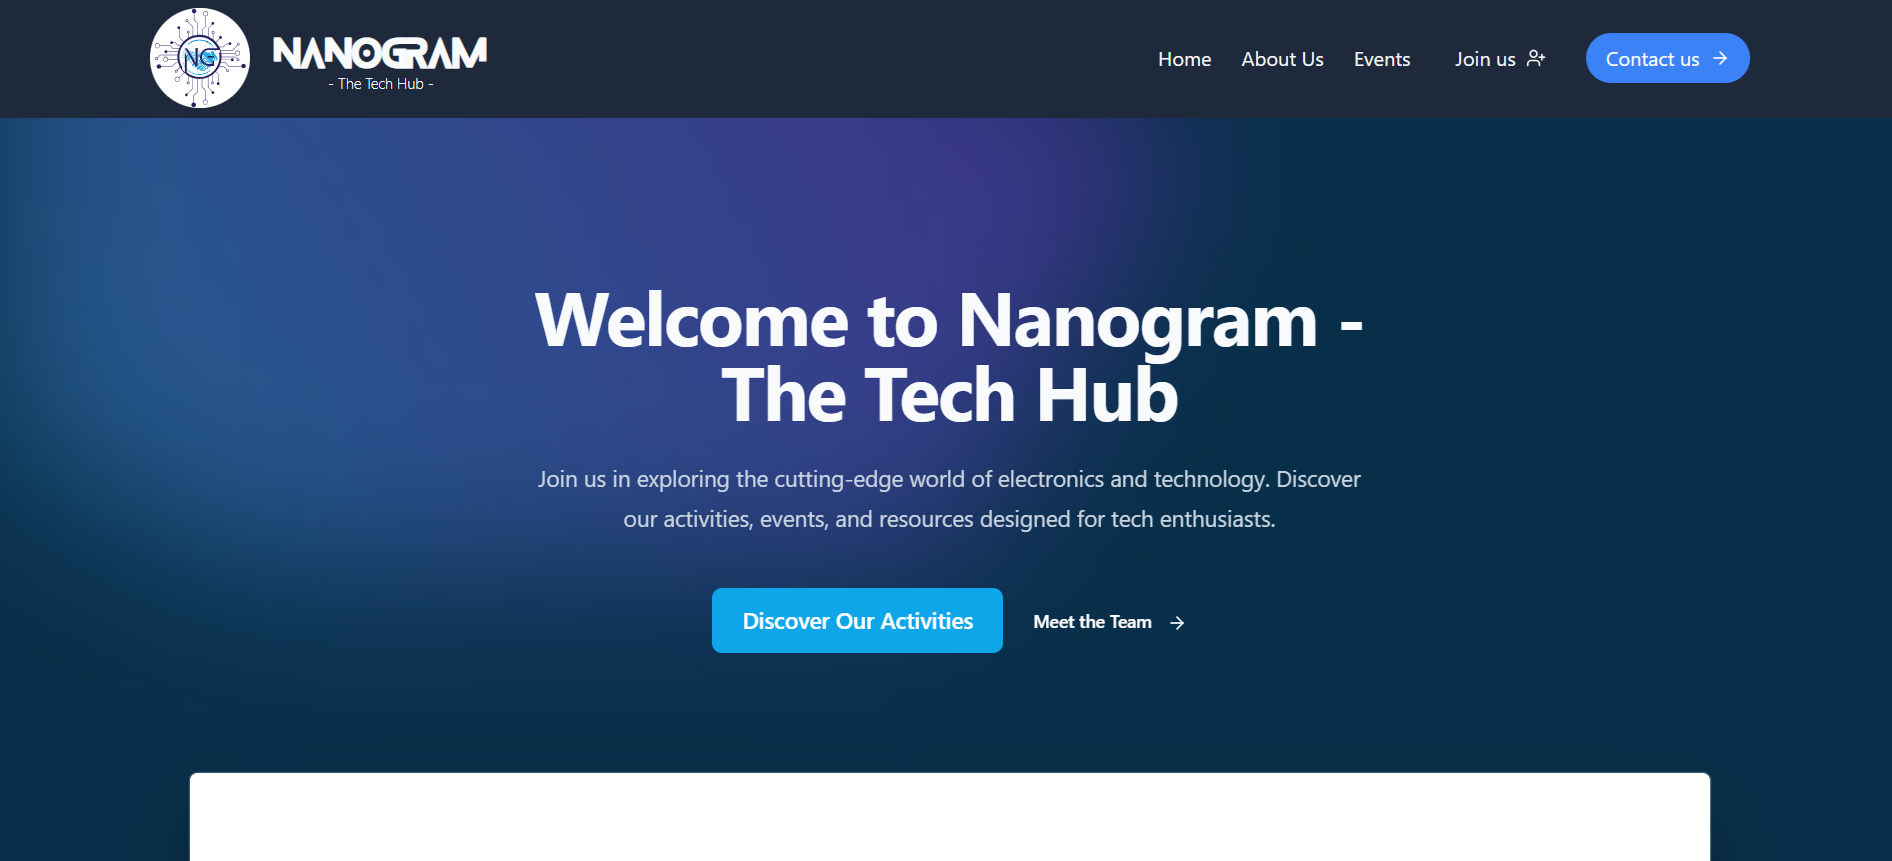 NG
NANOGRAM
- The Tech Hub -
Home About Us Events Join us Contact us
Welcome to Nanogram -
The Tech Hub
Join us in exploring the cutting-edge world of electronics and technology. Discover
our activities, events, and resources designed for tech enthusiasts.
Discover Our Activities Meet the Team